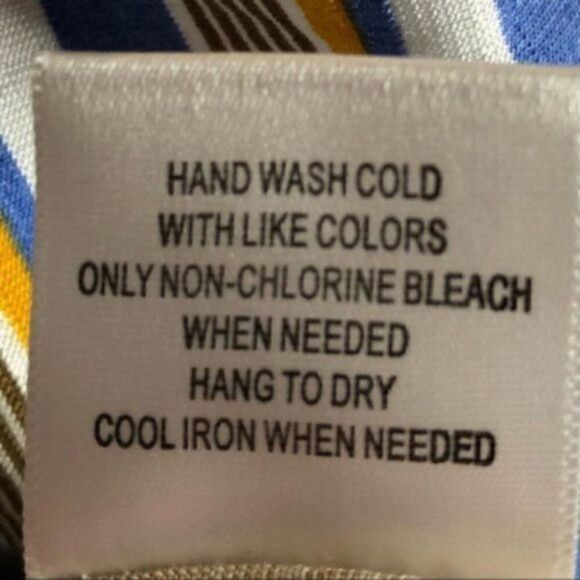 HAND WASH COLD
WITH LIKE COLORS
ONLY NON-CHLORINE BLEACH
WHEN NEEDED
HANG TO DRY
COOL IRON WHEN NEEDED